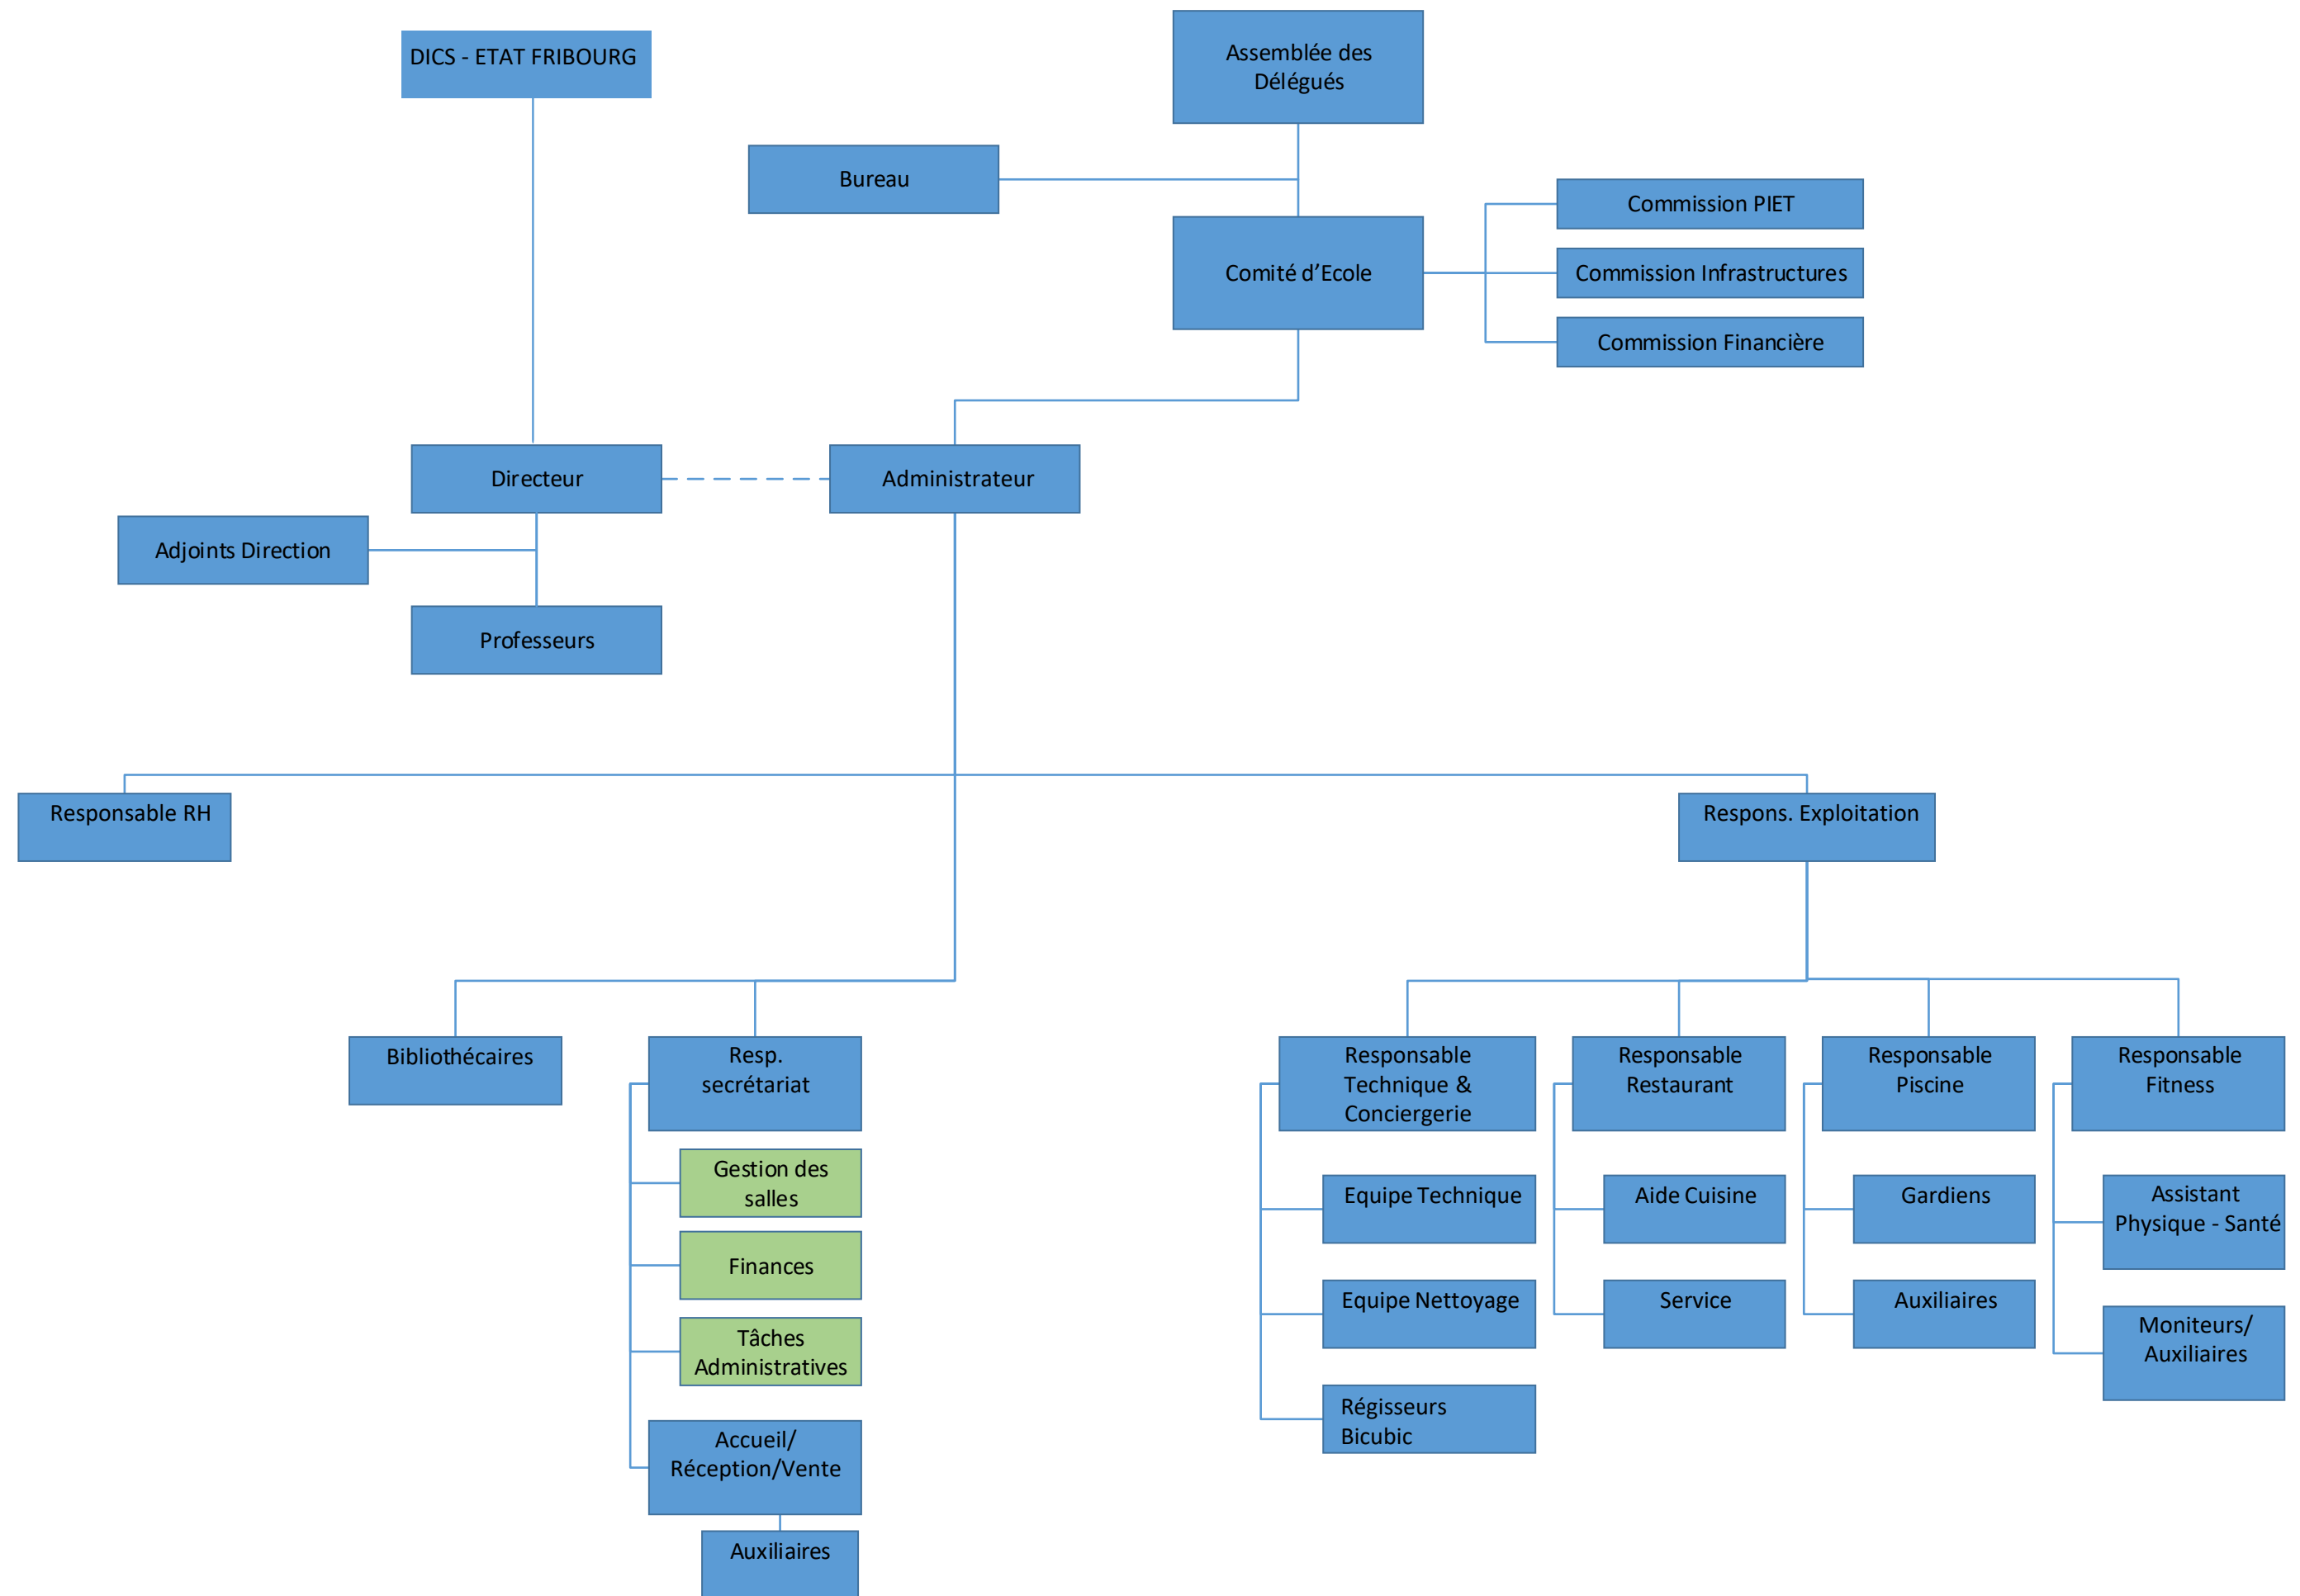 DICS - ETAT FRIBOURG
Assemblée des
Délégués
Bureau
Commission PIET
Comité d’Ecole
Commission Infrastructures
Commission Financière
Directeur
Administrateur
Adjoints Direction
Professeurs
Responsable RH
Respons. Exploitation
Bibliothécaires
Resp.
secrétariat
Gestion des
salles
Finances
Tâches
Administratives
Accueil/
Réception/Vente
Auxiliaires
Responsable
Technique &
Conciergerie
Equipe Technique
Equipe Nettoyage
Régisseurs
Bicubic
Responsable
Restaurant
Aide Cuisine
Service
Responsable
Piscine
Gardiens
Auxiliaires
Responsable
Fitness
Assistant
Physique - Santé
Moniteurs/
Auxiliaires